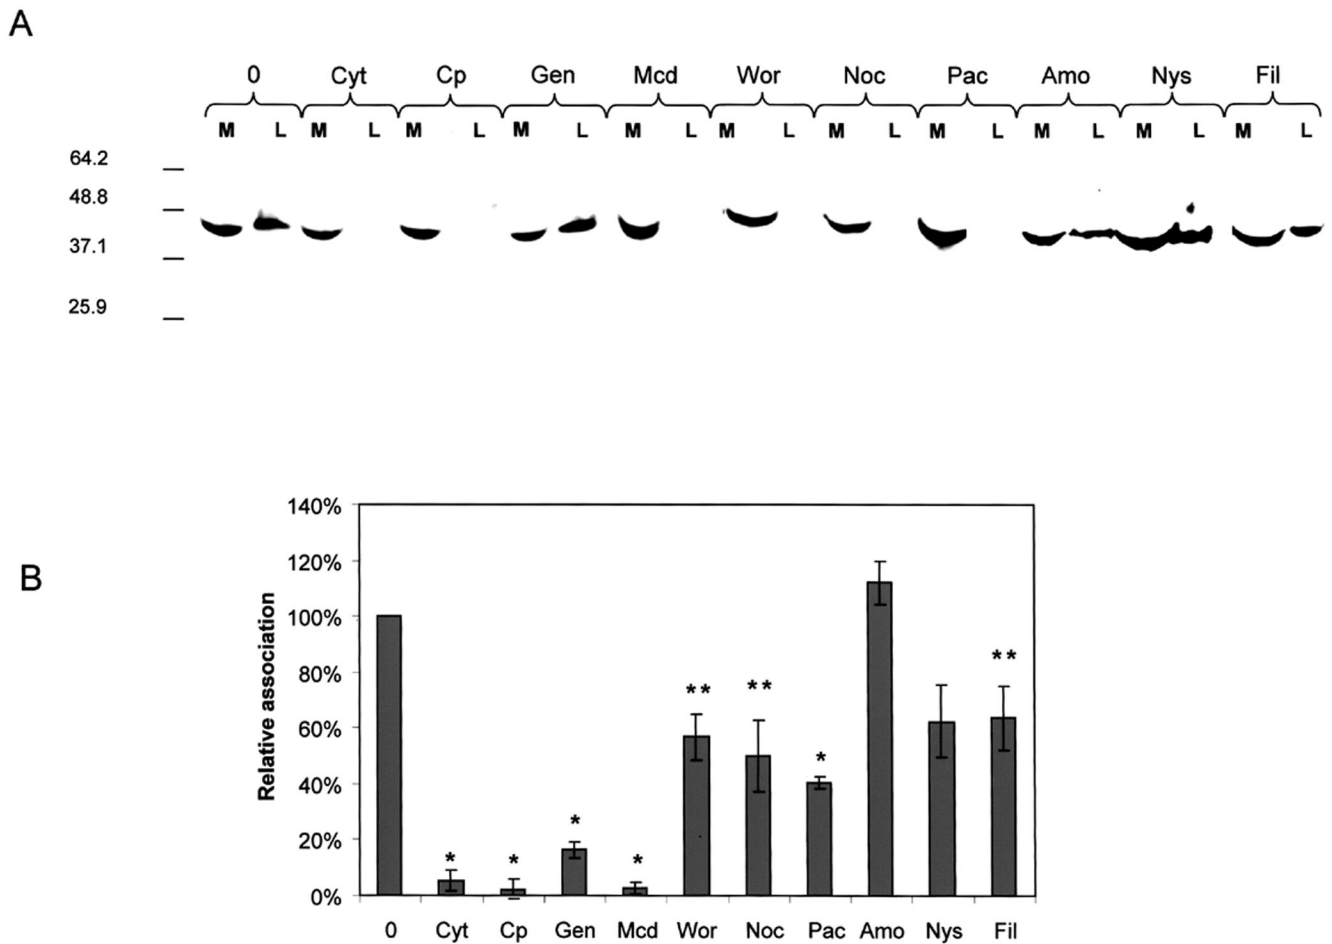 A
0 Cyt Cp Gen Mcd Wor Noc Pac Amo Nys Fil
M L M L M L M L M L M L M L M L M L M L M L
64.2
48.8
37.1
25.9
B
Relative association
140%
120%
100%
80%
60%
40%
20%
0%
* * * * ** ** * **
0 Cyt Cp Gen Mcd Wor Noc Pac Amo Nys Fil